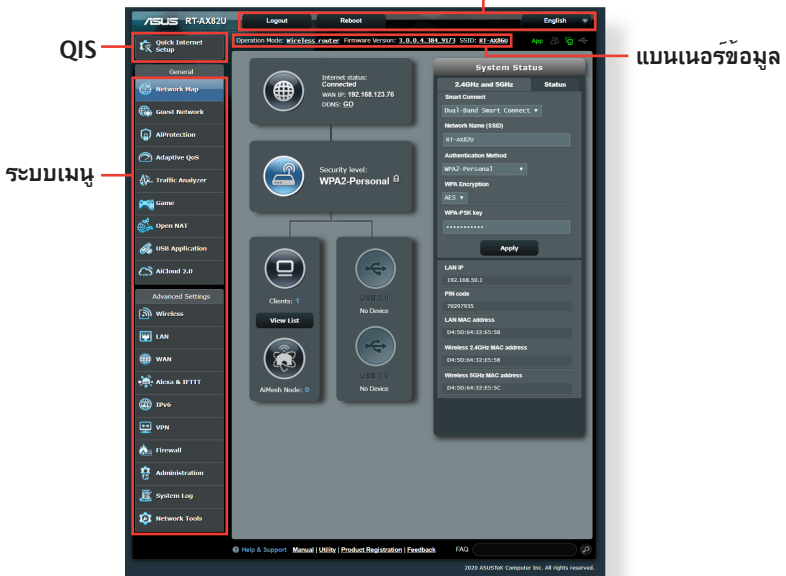 ASUS RT-AX82U
Logout
Reboot
English
QIS
Quick Internet Setup
Operation Mode: Wireless router Firmware Version: 3.0.0.4.384_9173 SSID: RT-AX86U
App
แบนเนอร์ข้อมูล
ระบบเมนู
General
Network Map
Guest Network
AiProtection
Adaptive QoS
Traffic Analyzer
Game
Open NAT
USB Application
AiCloud 2.0
Advanced Settings
Wireless
LAN
WAN
Alexa & IFTTT
IPv6
VPN
Firewall
Administration
System Log
Network Tools
Internet status:
Connected
WAN IP: 192.168.123.76
DDNS: GO
Security level:
WPA2-Personal
Clients: 1
View List
AiMesh Node: 0
USB 3.0
No Device
USB 3.0
No Device
System Status
2.4GHz and 5GHz
Status
Smart Connect
Dual-Band Smart Connect
Network Name (SSID)
RT-AX82U
Authentication Method
WPA2-Personal
WPA Encryption
AES
WPA-PSK key
•••••••••••
Apply
LAN IP
192.168.50.1
PIN code
70297935
LAN MAC address
D4:5D:64:32:E5:58
Wireless 2.4GHz MAC address
D4:5D:64:32:E5:58
Wireless 5GHz MAC address
D4:5D:64:32:E5:5C
Help & Support Manual | Utility | Product Registration | Feedback
FAQ
2020 ASUSTeK Computer Inc. All rights reserved.